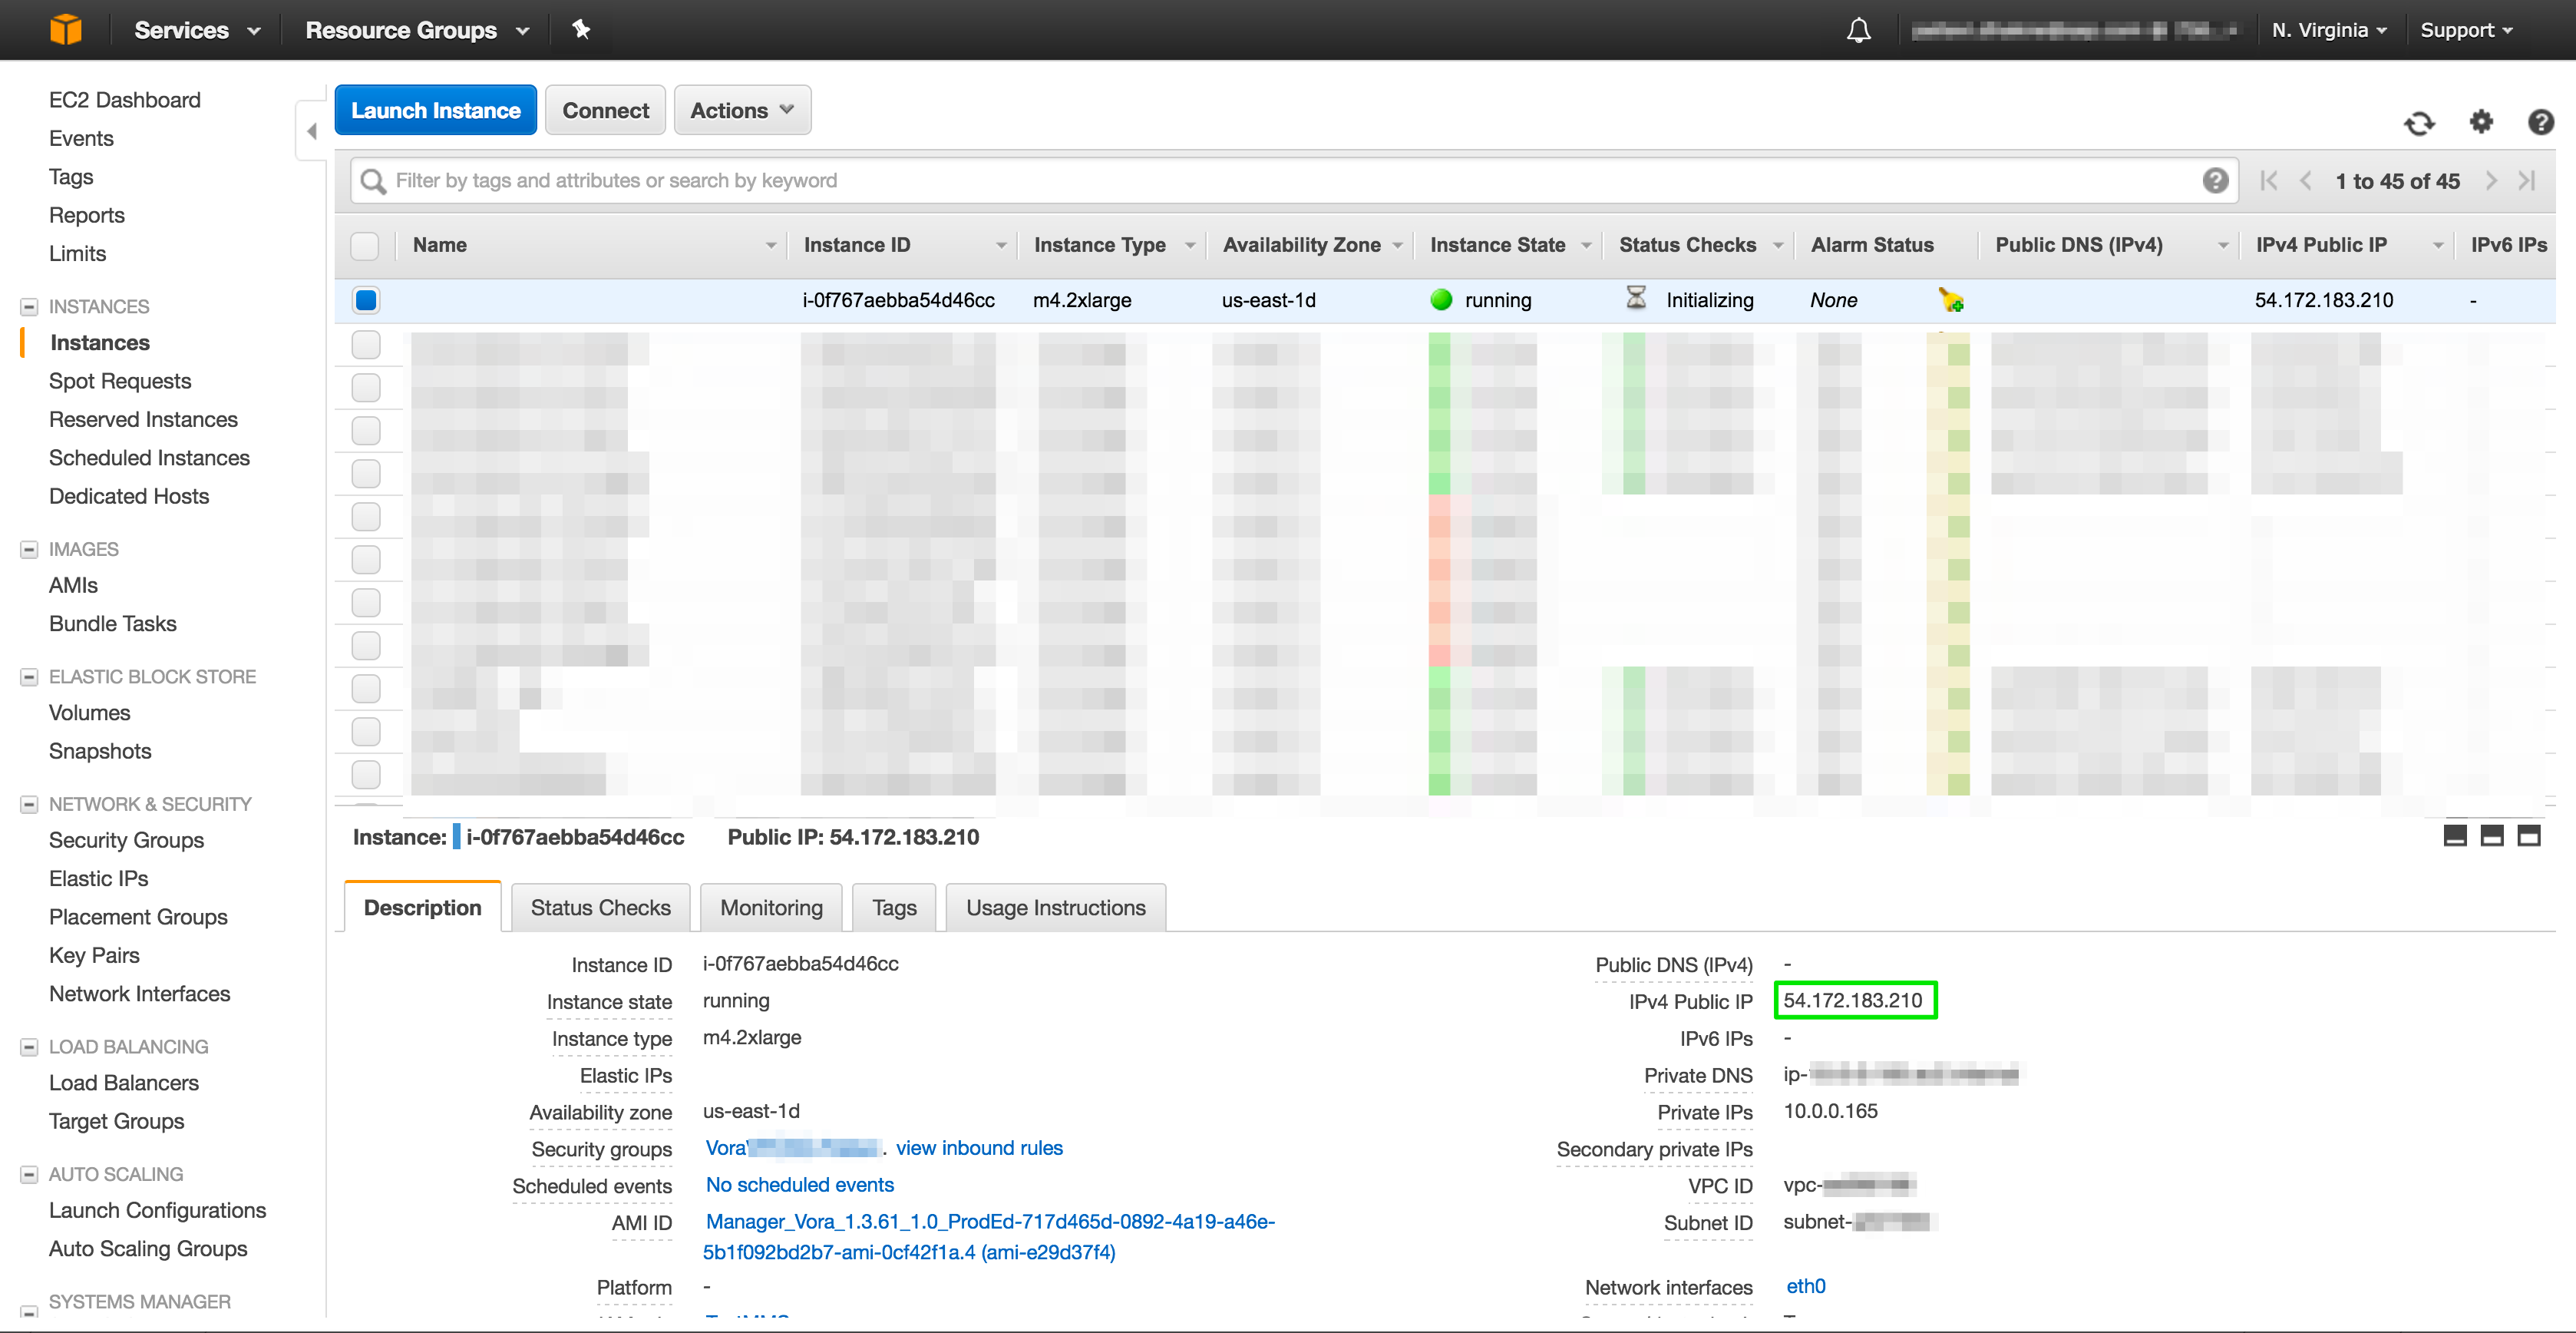 Services Resource Groups N. Virginia Support
EC2 Dashboard
Events
Tags
Reports
Limits
INSTANCES
Instances
Spot Requests
Reserved Instances
Scheduled Instances
Dedicated Hosts
IMAGES
AMIs
Bundle Tasks
ELASTIC BLOCK STORE
Volumes
Snapshots
NETWORK & SECURITY
Security Groups
Elastic IPs
Placement Groups
Key Pairs
Network Interfaces
LOAD BALANCING
Load Balancers
Target Groups
AUTO SCALING
Launch Configurations
Auto Scaling Groups
SYSTEMS MANAGER
Launch Instance Connect Actions
Filter by tags and attributes or search by keyword 1 to 45 of 45
Name Instance ID Instance Type Availability Zone Instance State Status Checks Alarm Status Public DNS (IPv4) IPv4 Public IP IPv6 IPs
i-0f767aebba54d46cc m4.2xlarge us-east-1d running Initializing None 54.172.183.210 -
Instance: i-0f767aebba54d46cc Public IP: 54.172.183.210
Description Status Checks Monitoring Tags Usage Instructions
Instance ID i-0f767aebba54d46cc
Instance state running
Instance type m4.2xlarge
Elastic IPs
Availability zone us-east-1d
Security groups Vora . view inbound rules
Scheduled events No scheduled events
AMI ID Manager_Vora_1.3.61_1.0_ProdEd-717d465d-0892-4a19-a46e-
5b1f092bd2b7-ami-0cf42f1a.4 (ami-e29d37f4)
Platform -
Public DNS (IPv4) -
IPv4 Public IP 54.172.183.210
IPv6 IPs -
Private DNS ip-
Private IPs 10.0.0.165
Secondary private IPs
VPC ID vpc-
Subnet ID subnet-
Network interfaces eth0